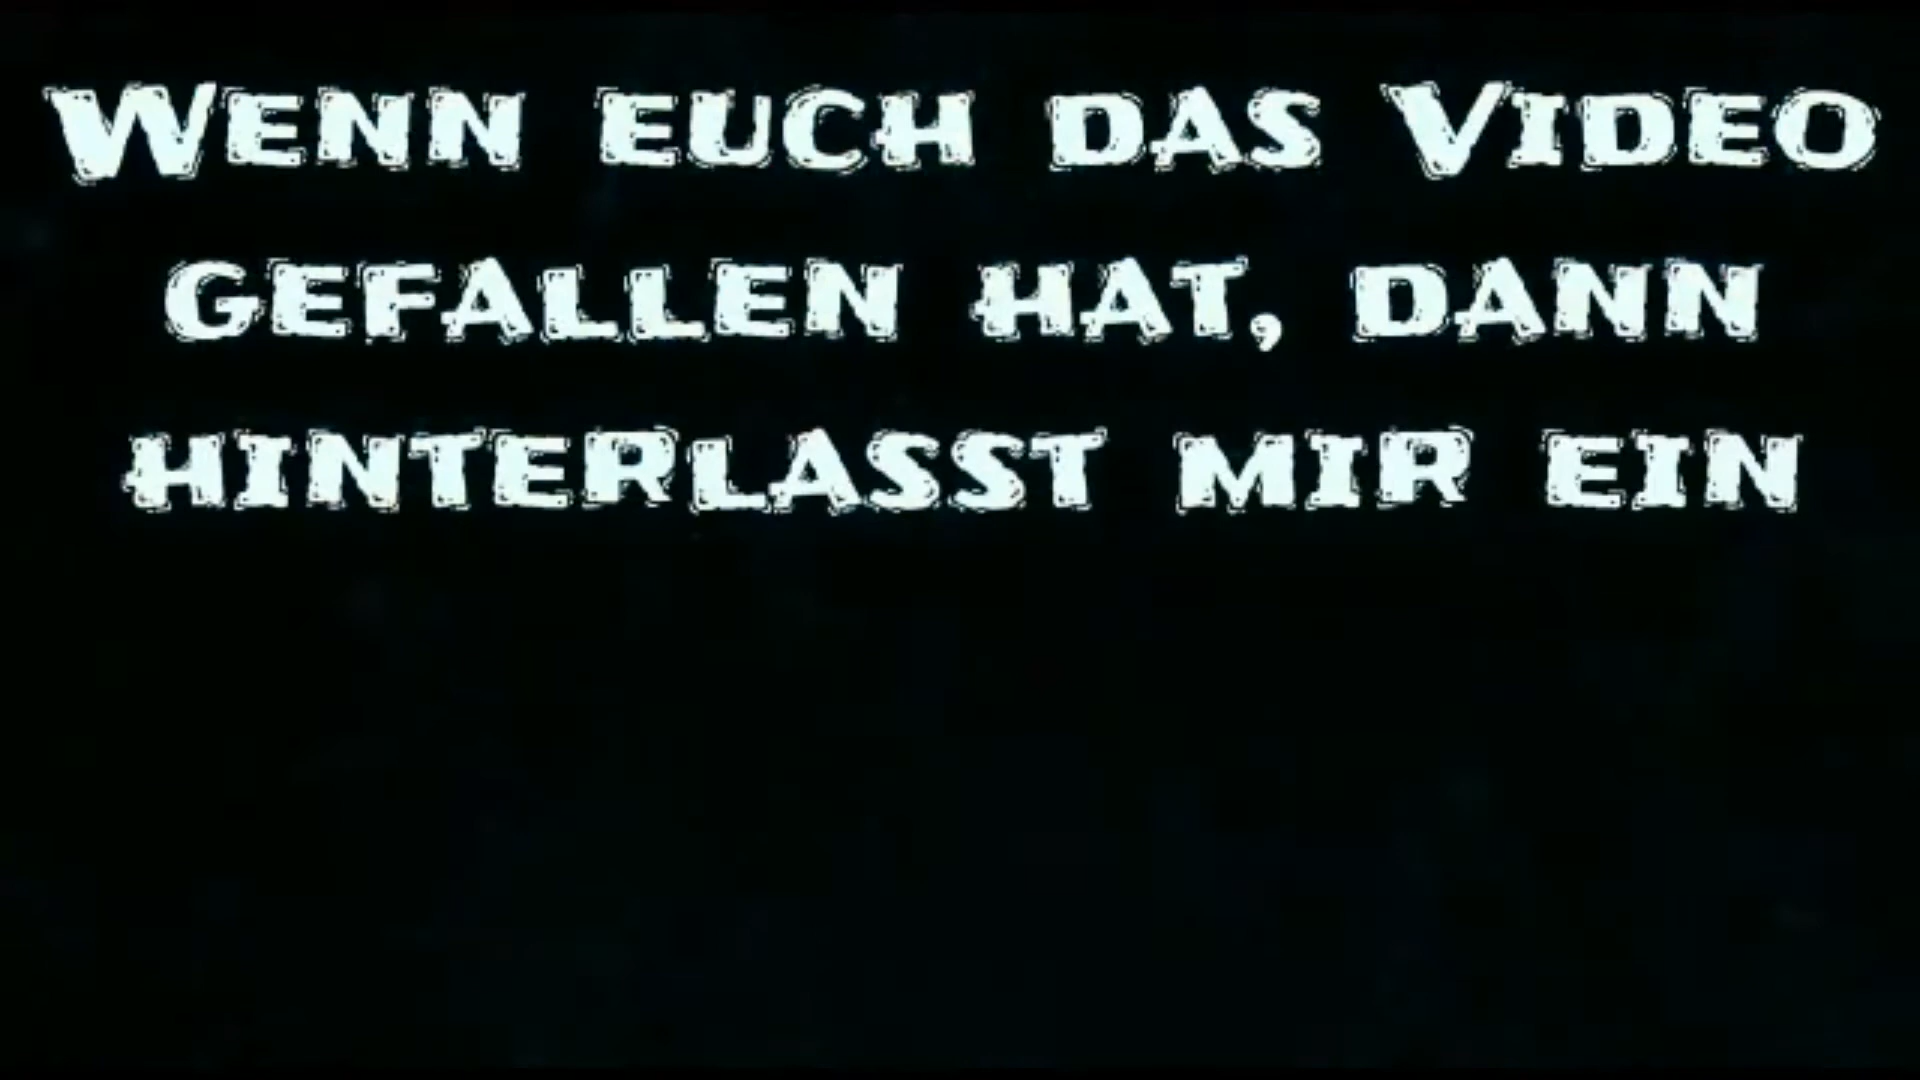 Wenn euch das Video
gefallen hat, dann
hinterlasst mir ein